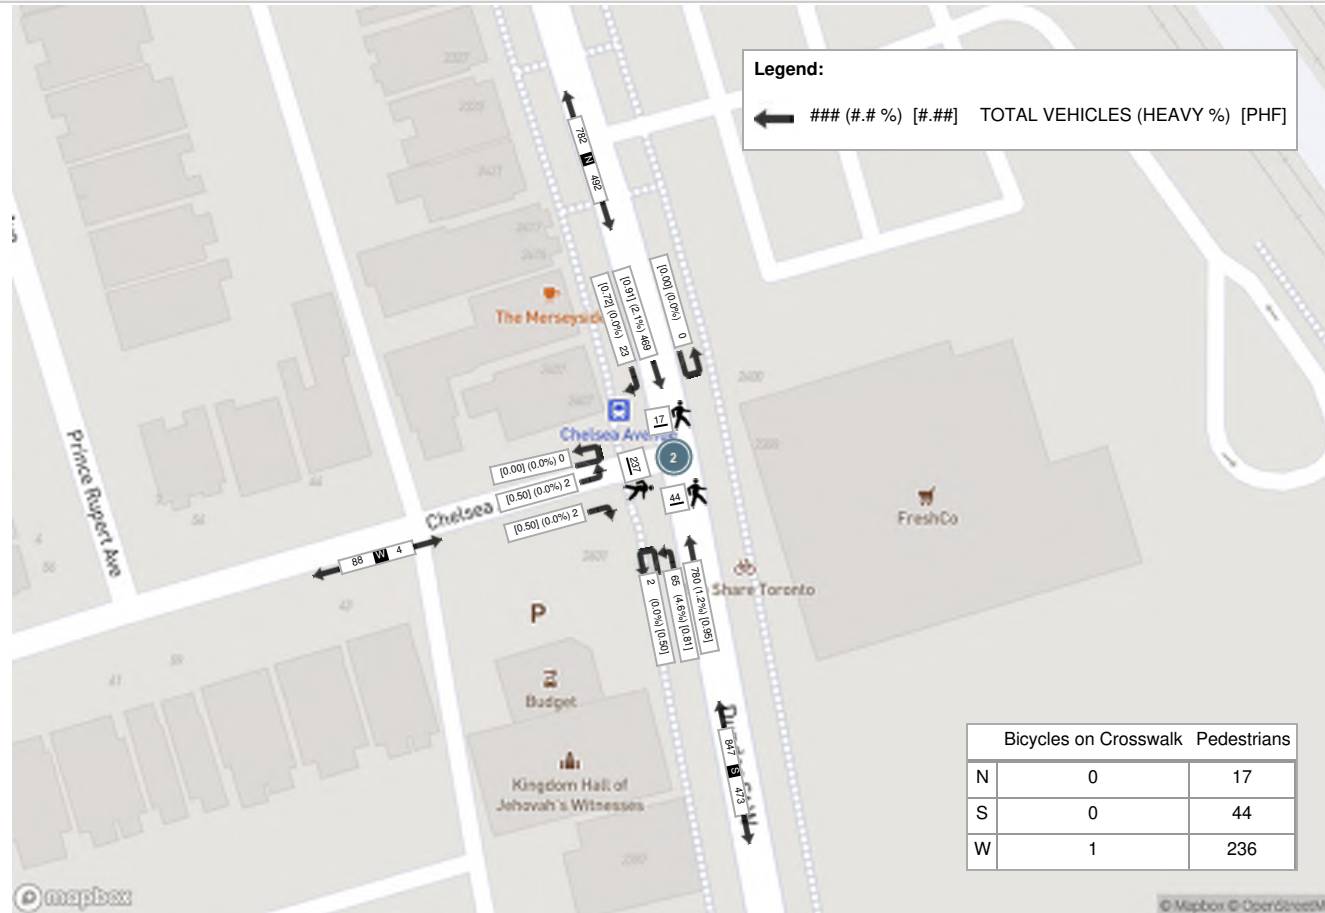 Legend:
### (#.# %) [#.##] TOTAL VEHICLES (HEAVY %) [PHF]
782 N 492
[0.72] (0.0%) 23
[0.91] (2.1%) 469
[0.00] (0.0%) 0
The Merseyside
Chelsea Avenue
17
237
2
44
[0.00] (0.0%) 0
[0.50] (0.0%) 2
[0.50] (0.0%) 2
Chelsea
88 W 4
Prince Rupert Ave
2 (0.0%) [0.50]
65 (4.6%) [0.81]
780 (1.2%) [0.95]
FreshCo
Share Toronto
P
Budget
Kingdom Hall of
Jehovah's Witnesses
847 S 473
Bicycles on Crosswalk Pedestrians
N 0 17
S 0 44
W 1 236
mapbox
© Mapbox © OpenStreetM